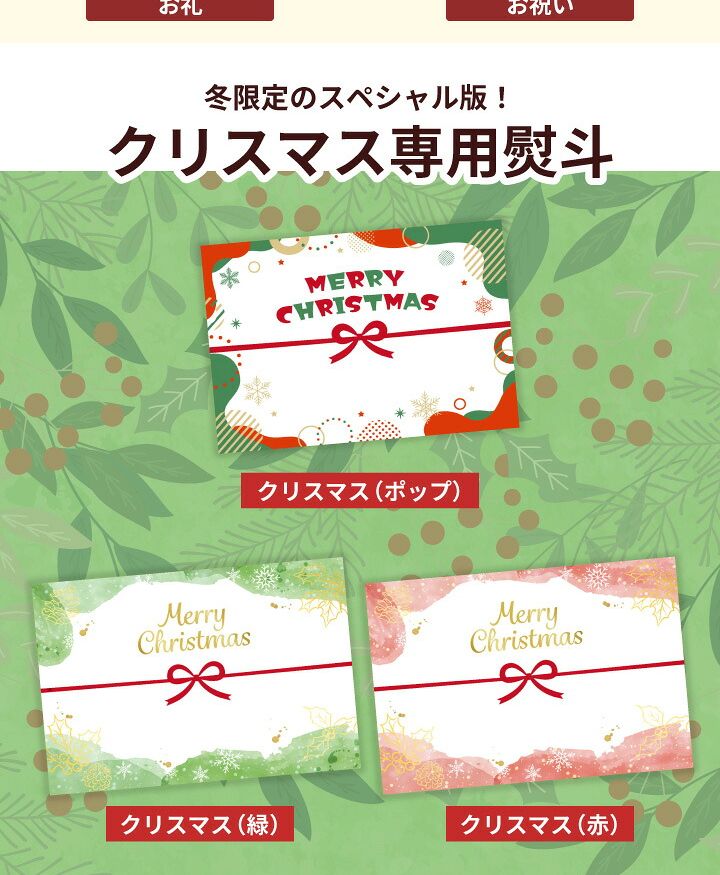 お礼
お祝い
冬限定のスペシャル版！
クリスマス専用熨斗
MERRY
CHRISTMAS
クリスマス（ポップ）
Merry
Christmas
Merry
Christmas
クリスマス（緑）
クリスマス（赤）